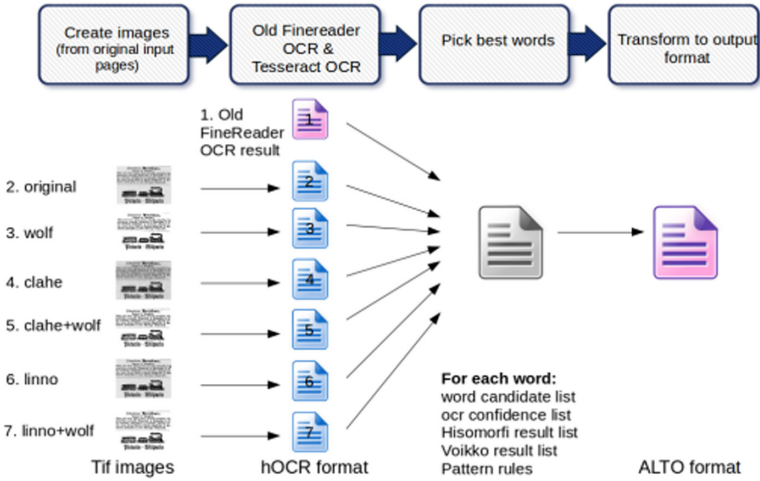 Create images
(from original input
pages)
Old Finereader
OCR &
Tesseract OCR
Pick best words
Transform to output
format
1. Old
FineReader
OCR result
1
2. original
2
3. wolf
3
4. clahe
4
5. clahe+wolf
5
6. linno
6
7. linno+wolf
7
For each word:
word candidate list
ocr confidence list
Hisomorfi result list
Voikko result list
Pattern rules
Tif images
hOCR format
ALTO format